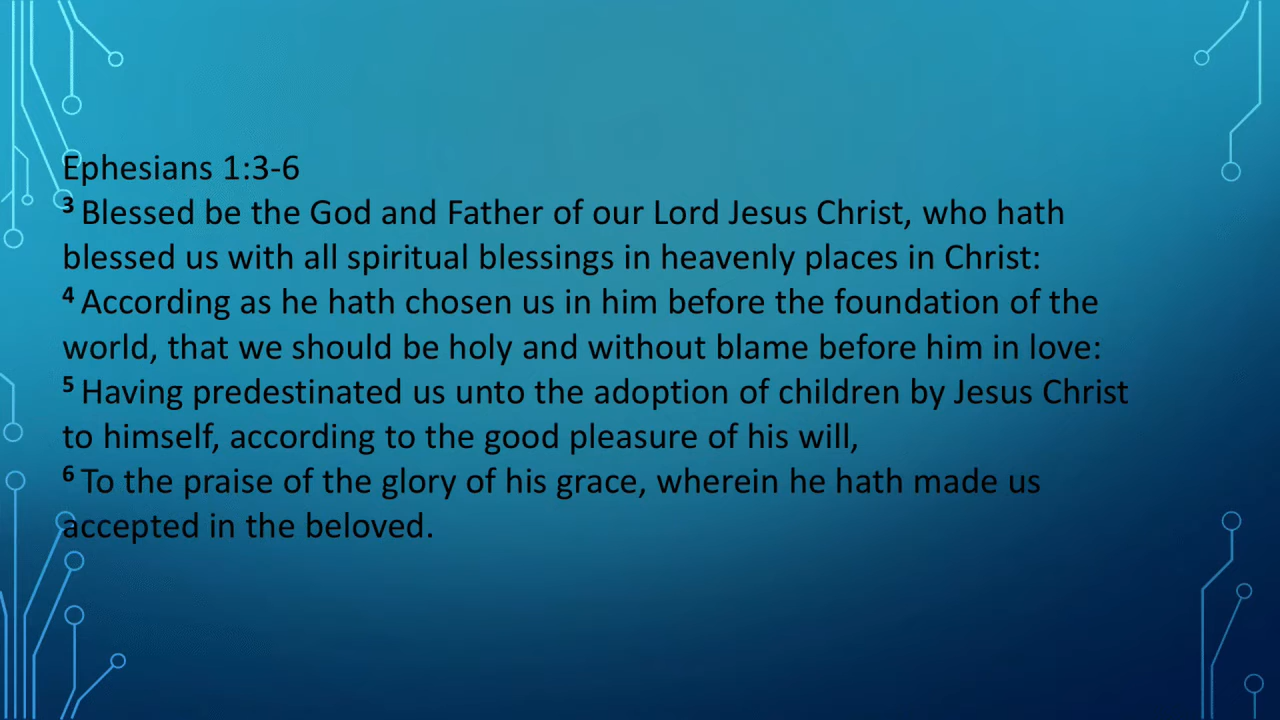 Ephesians 1:3-6
3 Blessed be the God and Father of our Lord Jesus Christ, who hath
blessed us with all spiritual blessings in heavenly places in Christ:
4 According as he hath chosen us in him before the foundation of the
world, that we should be holy and without blame before him in love:
5 Having predestinated us unto the adoption of children by Jesus Christ
to himself, according to the good pleasure of his will,
6 To the praise of the glory of his grace, wherein he hath made us
accepted in the beloved.